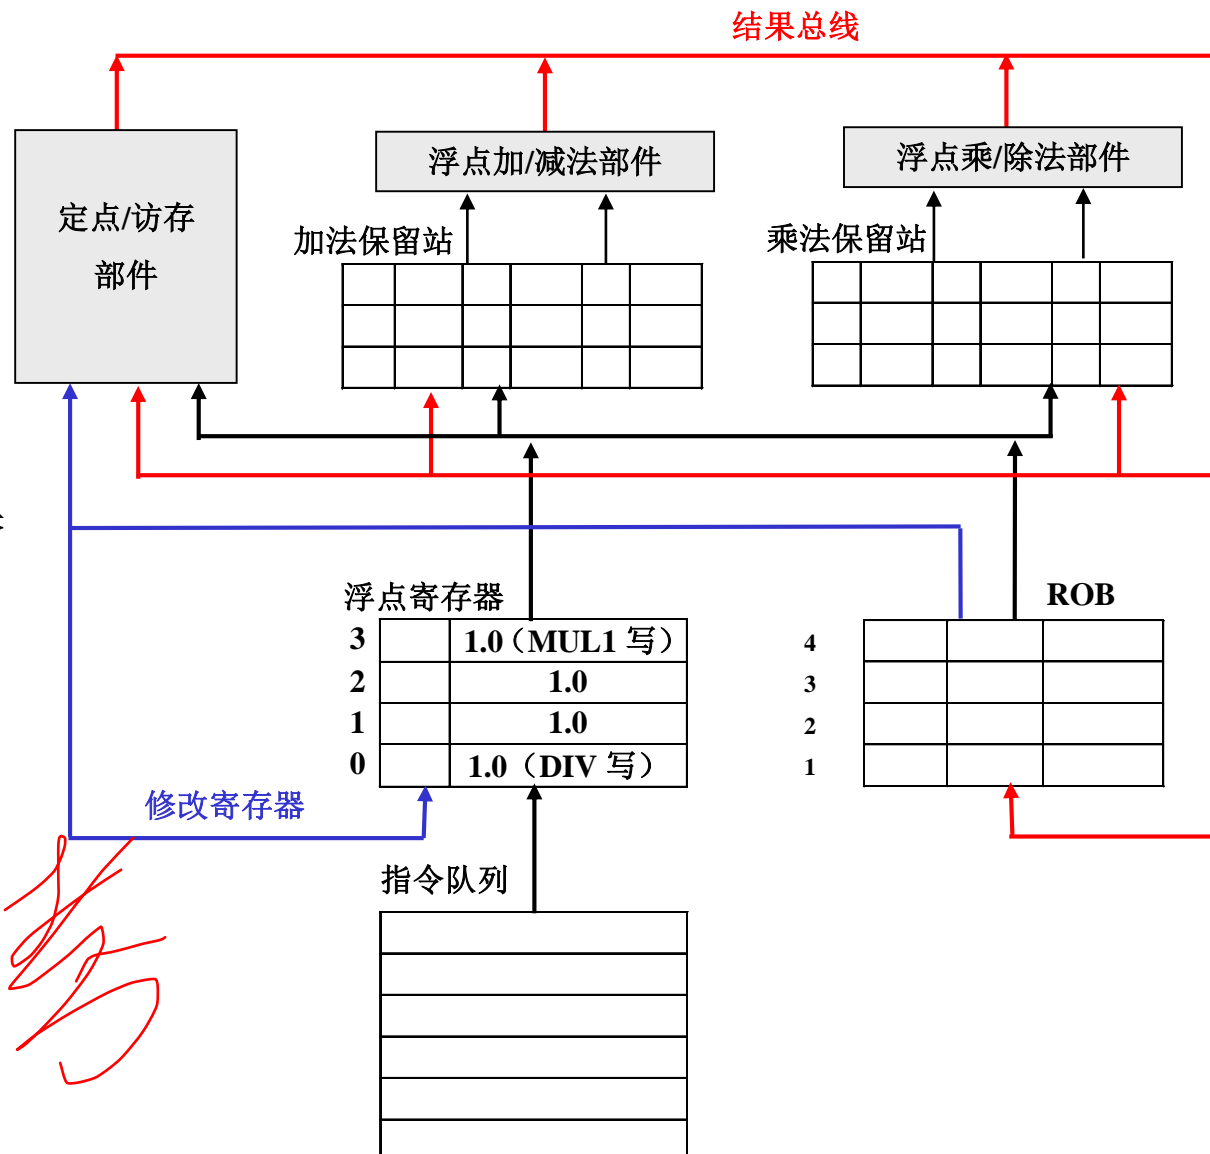 结果总线
定点/访存
部件
浮点加/减法部件
浮点乘/除法部件
加法保留站
乘法保留站
浮点寄存器
3
1.0（MUL1 写）
2
1.0
1
1.0
0
1.0（DIV 写）
ROB
4
3
2
1
修改寄存器
指令队列